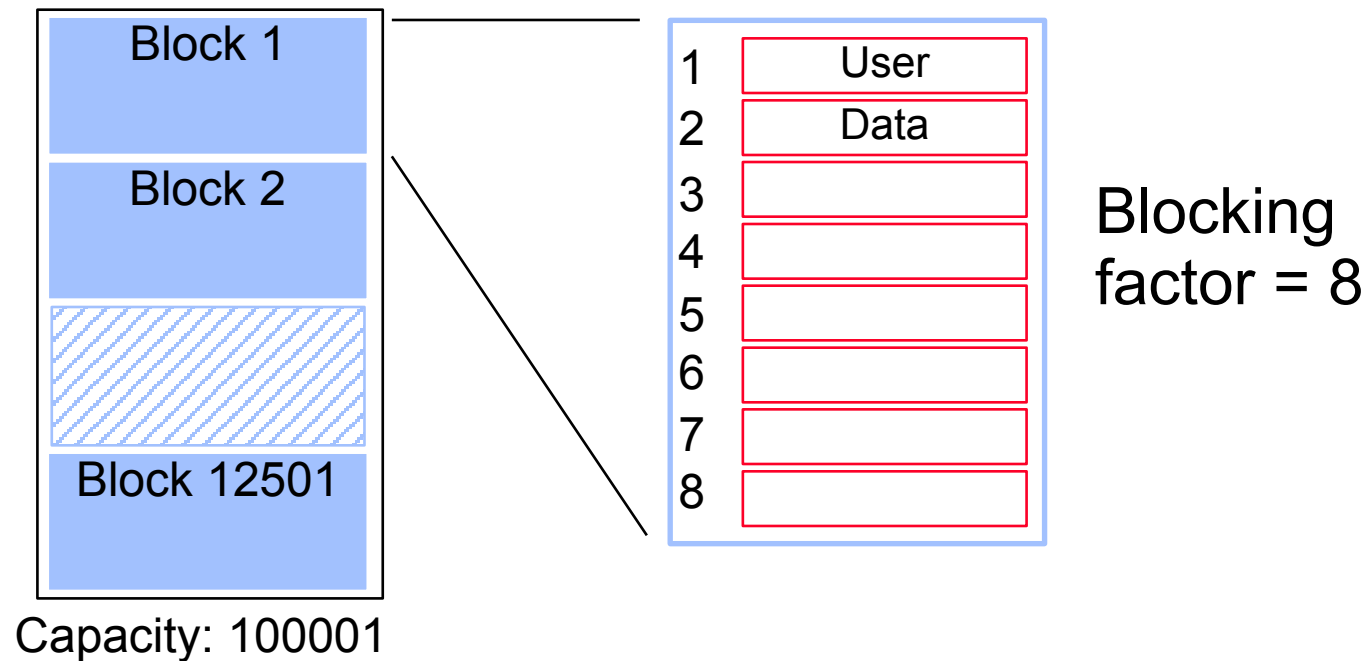 Block 1
Block 2
Block 12501
Capacity: 100001
1 User
2 Data
3
4
5
6
7
8
Blocking
factor = 8